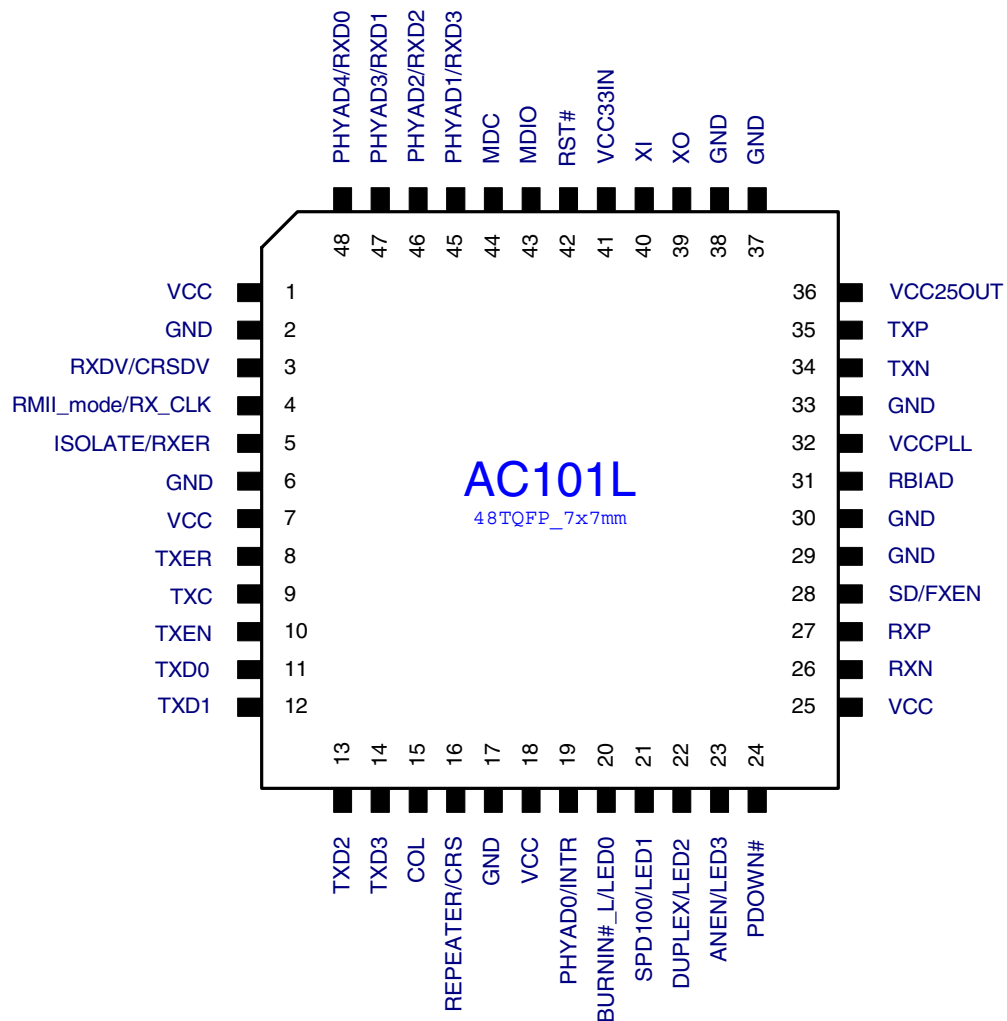 PHYAD4/RXD0
PHYAD3/RXD1
PHYAD2/RXD2
PHYAD1/RXD3
MDC
MDIO
RST#
VCC33IN
XI
XO
GND
GND
48
47
46
45
44
43
42
41
40
39
38
37
VCC 1
GND 2
RXDV/CRSDV 3
RMII_mode/RX_CLK 4
ISOLATE/RXER 5
GND 6
VCC 7
TXER 8
TXC 9
TXEN 10
TXD0 11
TXD1 12
AC101L
48TQFP_7x7mm
36 VCC25OUT
35 TXP
34 TXN
33 GND
32 VCCPLL
31 RBIAD
30 GND
29 GND
28 SD/FXEN
27 RXP
26 RXN
25 VCC
13
14
15
16
17
18
19
20
21
22
23
24
TXD2
TXD3
COL
REPEATER/CRS
GND
VCC
PHYAD0/INTR
BURNIN#_L/LED0
SPD100/LED1
DUPLEX/LED2
ANEN/LED3
PDOWN#